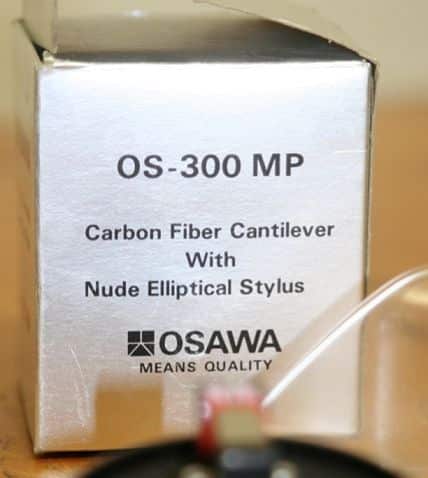 OS-300 MP
Carbon Fiber Cantilever
With
Nude Elliptical Stylus
OSAWA
MEANS QUALITY